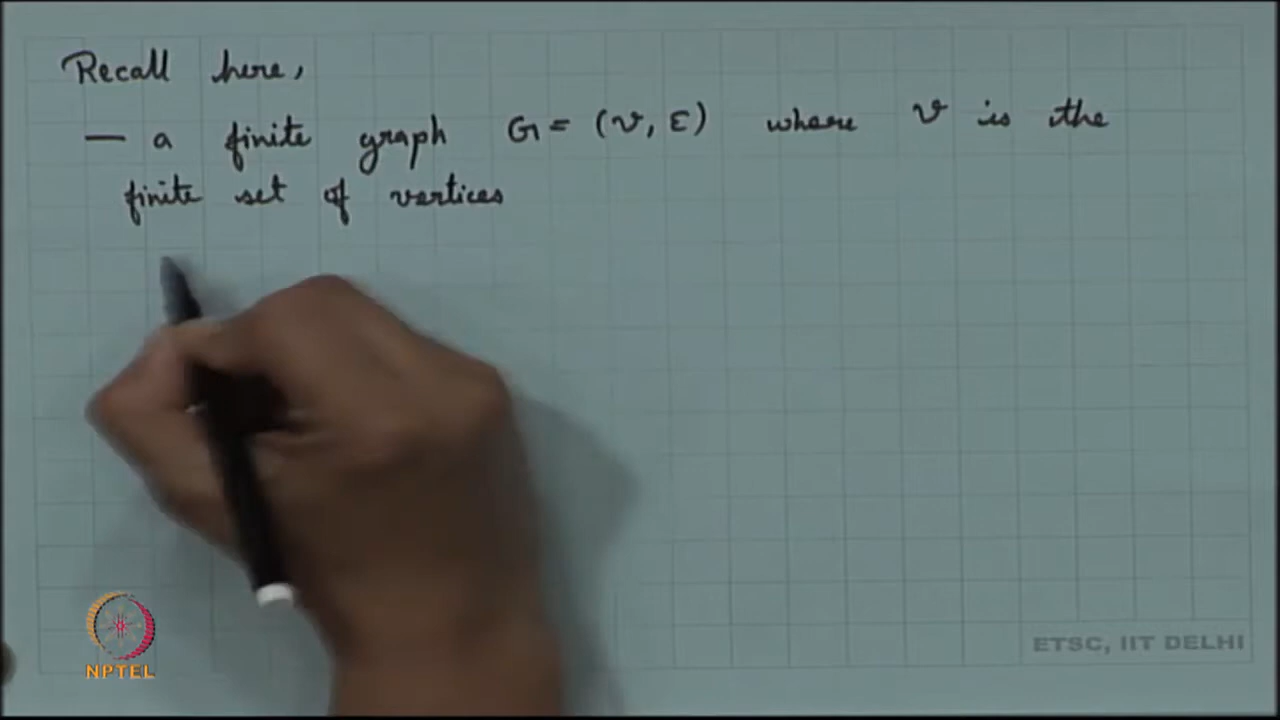 Recall here,
— a finite graph G = (v, ε) where v is the
finite set of vertices
NPTEL
ETSC, IIT DELHI